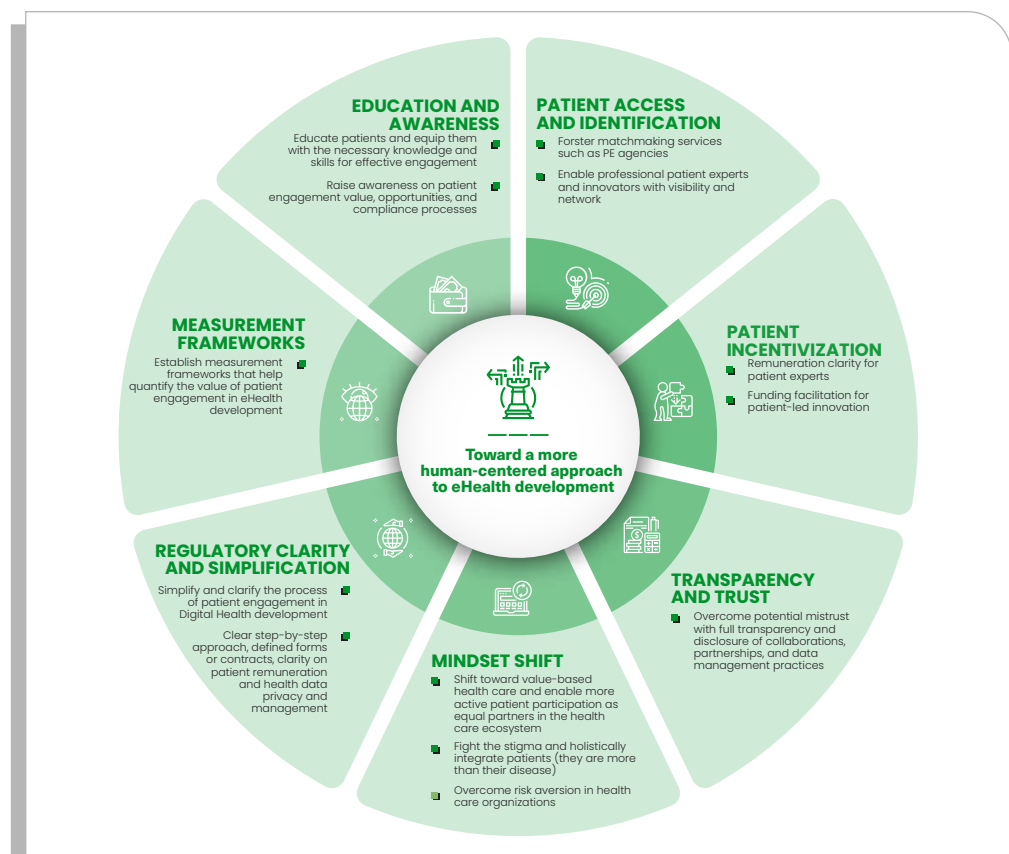 EDUCATION AND
AWARENESS
Educate patients and equip them
with the necessary knowledge and
skills for effective engagement
Raise awareness on patient
engagement value, opportunities, and
compliance processes
PATIENT ACCESS
AND IDENTIFICATION
Forster matchmaking services
such as PE agencies
Enable professional patient experts
and innovators with visibility and
network
MEASUREMENT
FRAMEWORKS
Establish measurement
frameworks that help
quantify the value of patient
engagement in eHealth
development
PATIENT
INCENTIVIZATION
Remuneration clarity for
patient experts
Funding facilitation for
patient-led innovation
Toward a more
human-centered approach
to eHealth development
REGULATORY CLARITY
AND SIMPLIFICATION
Simplify and clarify the process
of patient engagement in
Digital Health development
Clear step-by-step
approach, defined forms
or contracts, clarity on
patient remuneration
and health data
privacy and
management
TRANSPARENCY
AND TRUST
Overcome potential mistrust
with full transparency and
disclosure of collaborations,
partnerships, and data
management practices
MINDSET SHIFT
Shift toward value-based
health care and enable more
active patient participation as
equal partners in the health
care ecosystem
Fight the stigma and holistically
integrate patients (they are more
than their disease)
Overcome risk aversion in health
care organizations